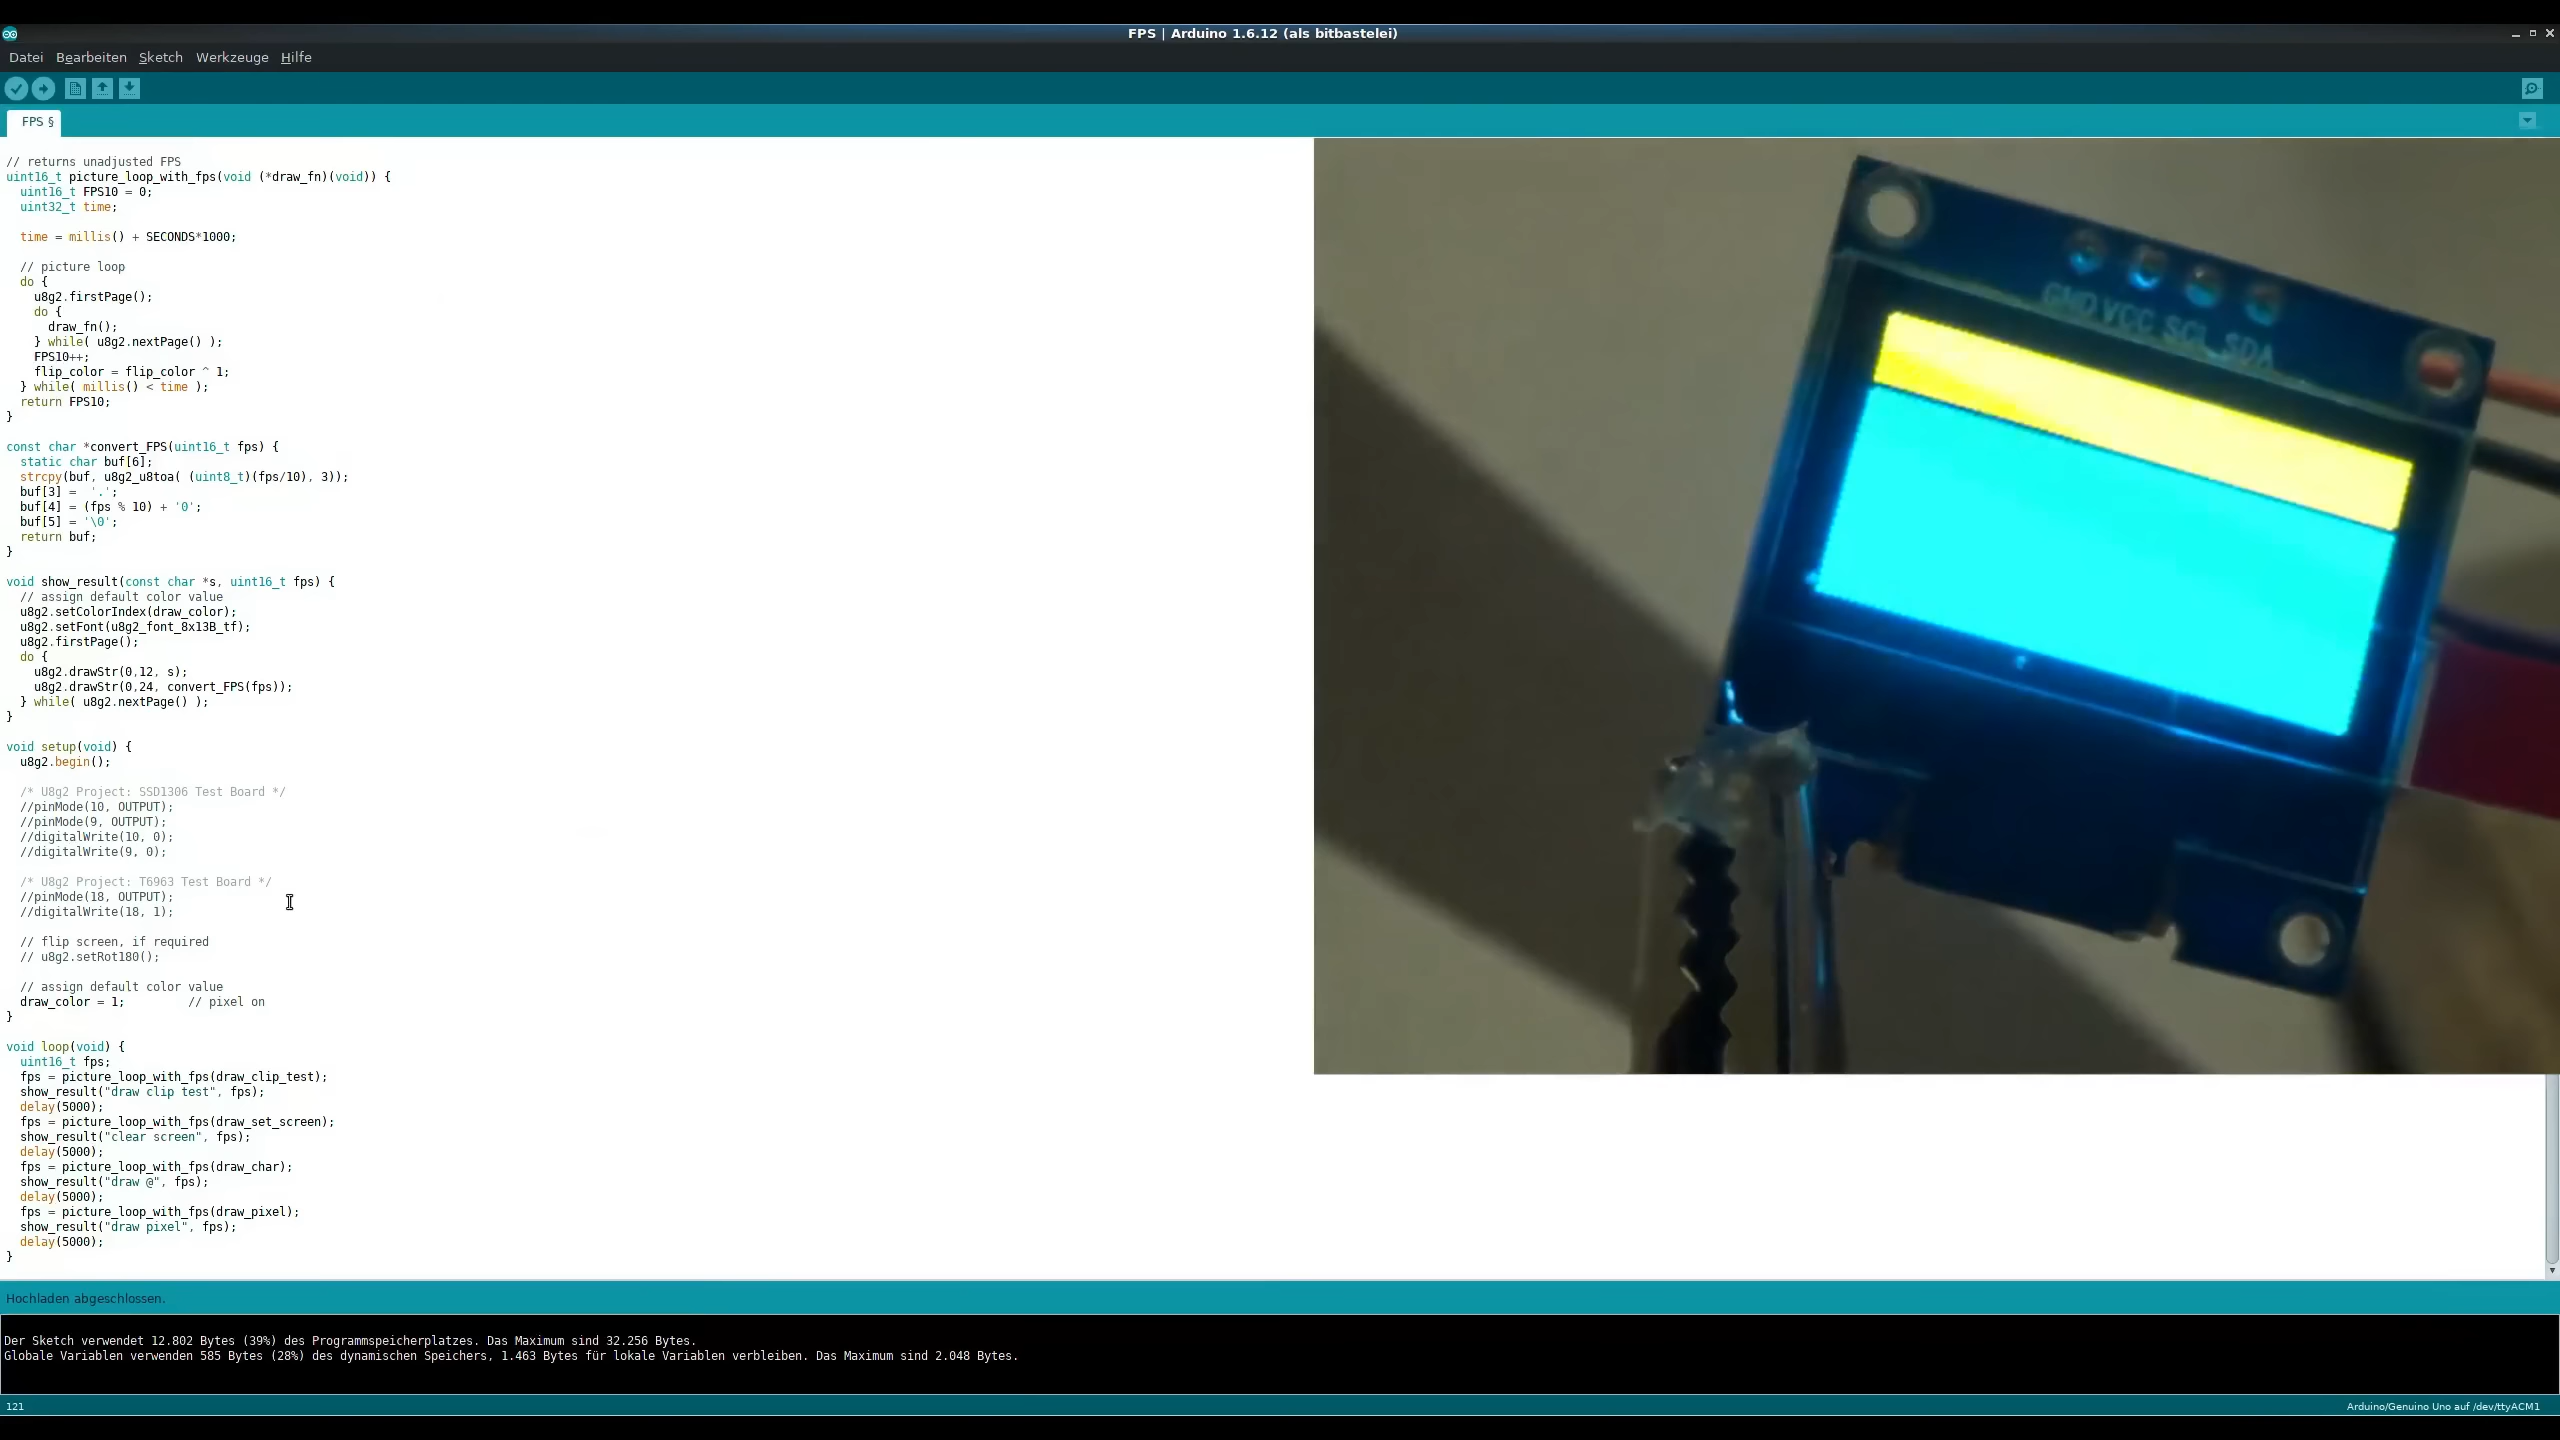 FPS | Arduino 1.6.12 (als bitbastelei)
Datei Bearbeiten Sketch Werkzeuge Hilfe
FPS §
// returns unadjusted FPS
uint16_t picture_loop_with_fps(void (*draw_fn)(void)) {
  uint16_t FPS10 = 0;
  uint32_t time;
  time = millis() + SECONDS*1000;
  // picture loop
  do {
    u8g2.firstPage();
    do {
      draw_fn();
    } while( u8g2.nextPage() );
    FPS10++;
    flip_color = flip_color ^ 1;
  } while( millis() < time );
  return FPS10;
}
const char *convert_FPS(uint16_t fps) {
  static char buf[6];
  strcpy(buf, u8g2_u8toa( (uint8_t)(fps/10), 3));
  buf[3] =  '.';
  buf[4] = (fps % 10) + '0';
  buf[5] = '\0';
  return buf;
}
void show_result(const char *s, uint16_t fps) {
  // assign default color value
  u8g2.setColorIndex(draw_color);
  u8g2.setFont(u8g2_font_8x13B_tf);
  u8g2.firstPage();
  do {
    u8g2.drawStr(0,12, s);
    u8g2.drawStr(0,24, convert_FPS(fps));
  } while( u8g2.nextPage() );
}
void setup(void) {
  u8g2.begin();
  /* U8g2 Project: SSD1306 Test Board */
  //pinMode(10, OUTPUT);
  //pinMode(9, OUTPUT);
  //digitalWrite(10, 0);
  //digitalWrite(9, 0);
  /* U8g2 Project: T6963 Test Board */
  //pinMode(18, OUTPUT);
  //digitalWrite(18, 1);
  // flip screen, if required
  // u8g2.setRot180();
  // assign default color value
  draw_color = 1;         // pixel on
}
void loop(void) {
  uint16_t fps;
  fps = picture_loop_with_fps(draw_clip_test);
  show_result("draw clip test", fps);
  delay(5000);
  fps = picture_loop_with_fps(draw_set_screen);
  show_result("clear screen", fps);
  delay(5000);
  fps = picture_loop_with_fps(draw_char);
  show_result("draw @", fps);
  delay(5000);
  fps = picture_loop_with_fps(draw_pixel);
  show_result("draw pixel", fps);
  delay(5000);
}
GND VCC SCL SDA
Hochladen abgeschlossen.
Der Sketch verwendet 12.802 Bytes (39%) des Programmspeicherplatzes. Das Maximum sind 32.256 Bytes.
Globale Variablen verwenden 585 Bytes (28%) des dynamischen Speichers, 1.463 Bytes für lokale Variablen verbleiben. Das Maximum sind 2.048 Bytes.
121
Arduino/Genuino Uno auf /dev/ttyACM1